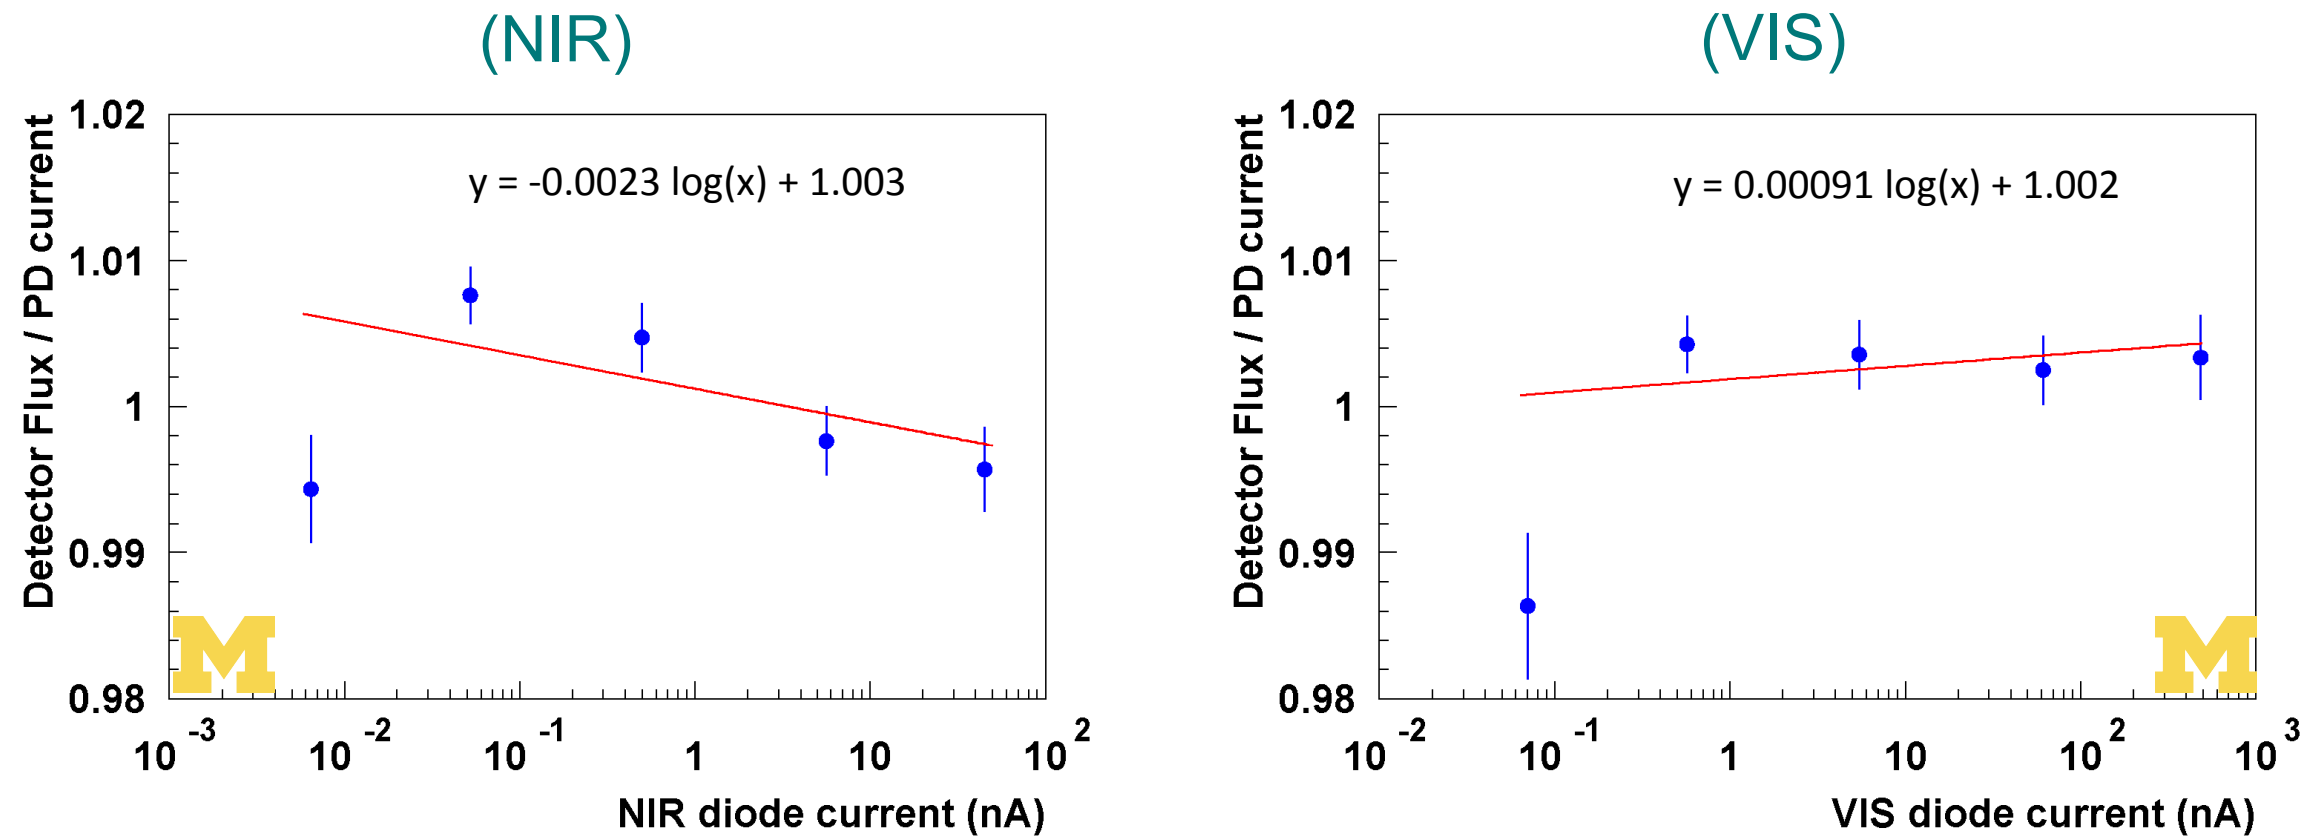 (NIR)
1.02
1.01
1
0.99
0.98
Detector Flux / PD current
y = -0.0023 log(x) + 1.003
M
10 -3
10 -2
10 -1
1
10
10 2
NIR diode current (nA)
(VIS)
1.02
1.01
1
0.99
0.98
Detector Flux / PD current
y = 0.00091 log(x) + 1.002
M
10 -2
10 -1
1
10
10 2
10 3
VIS diode current (nA)